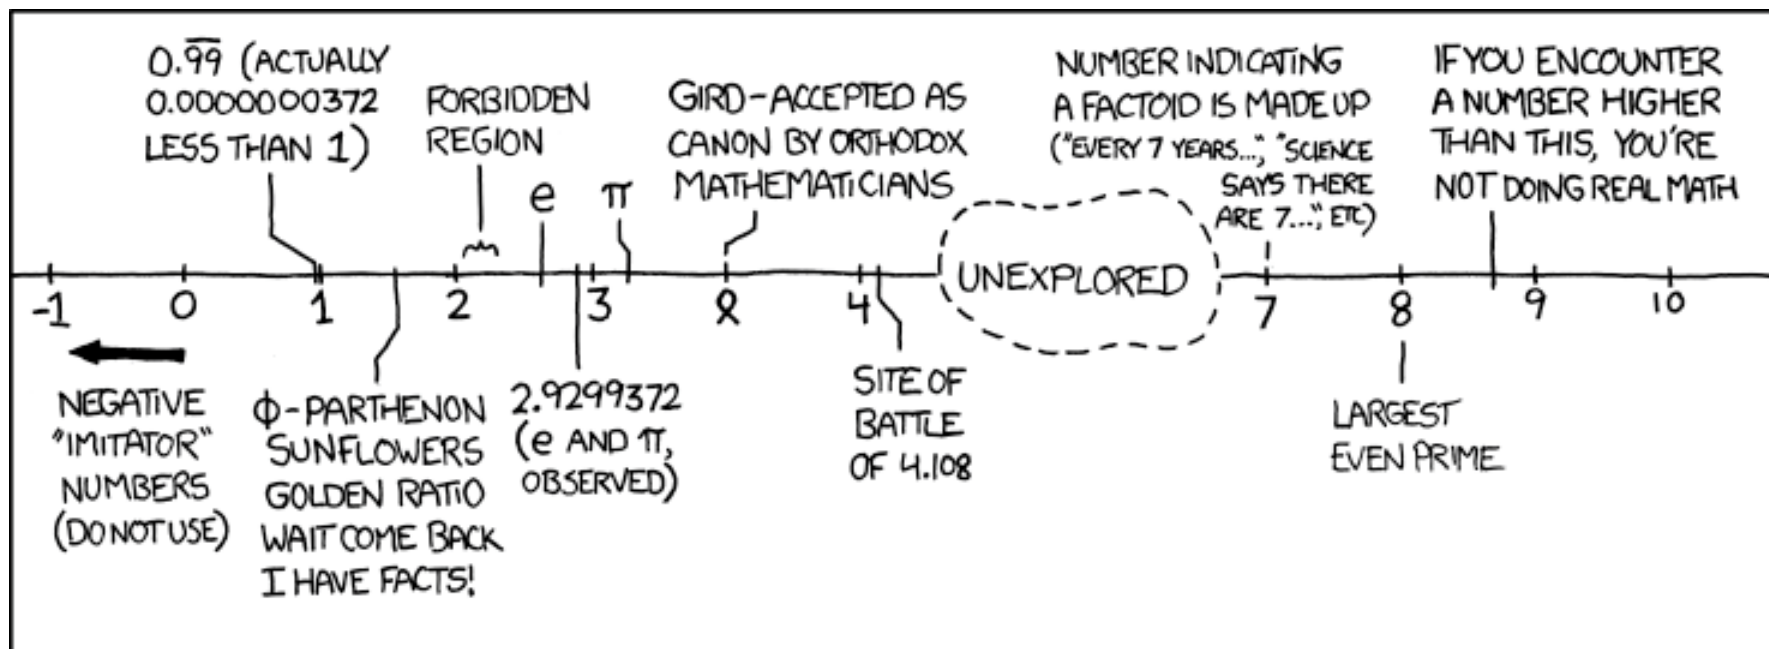 0.9̅9̅ (ACTUALLY
0.0000000372
LESS THAN 1)
FORBIDDEN
REGION
e
π
GIRD-ACCEPTED AS
CANON BY ORTHODOX
MATHEMATICIANS
NUMBER INDICATING
A FACTOID IS MADE UP
("EVERY 7 YEARS...", "SCIENCE
SAYS THERE
ARE 7...", ETC)
IF YOU ENCOUNTER
A NUMBER HIGHER
THAN THIS, YOU'RE
NOT DOING REAL MATH
UNEXPLORED
-1 0 1 2 3 4 7 8 9 10
NEGATIVE
"IMITATOR"
NUMBERS
(DO NOT USE)
ϕ-PARTHENON
SUNFLOWERS
GOLDEN RATIO
WAIT COME BACK
I HAVE FACTS!
2.9299372
(e AND π,
OBSERVED)
SITE OF
BATTLE
OF 4.108
LARGEST
EVEN PRIME